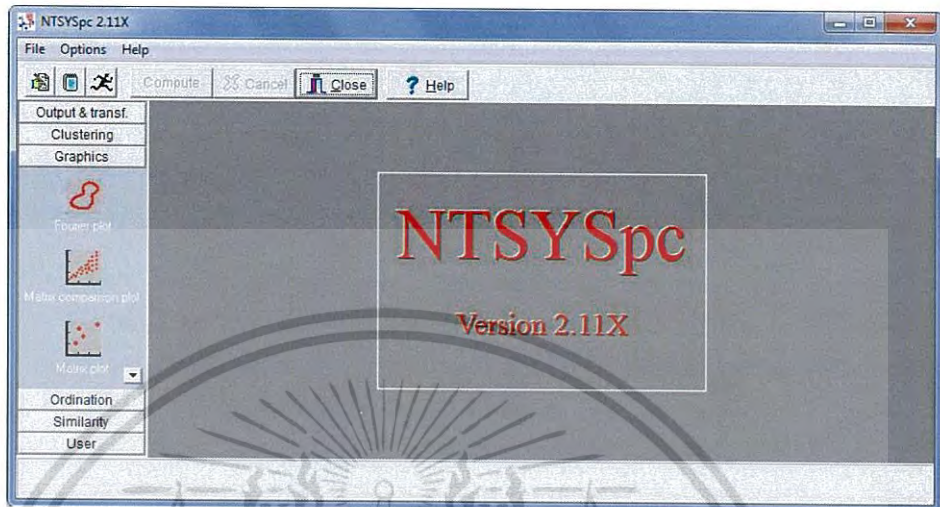 NTSYSpc 2.11X
File Options Help
Compute Cancel Close ? Help
Output & transf.
Clustering
Graphics
Fourier plot
Matrix comparison plot
Matrix plot
Ordination
Similarity
User
NTSYSpc
Version 2.11X